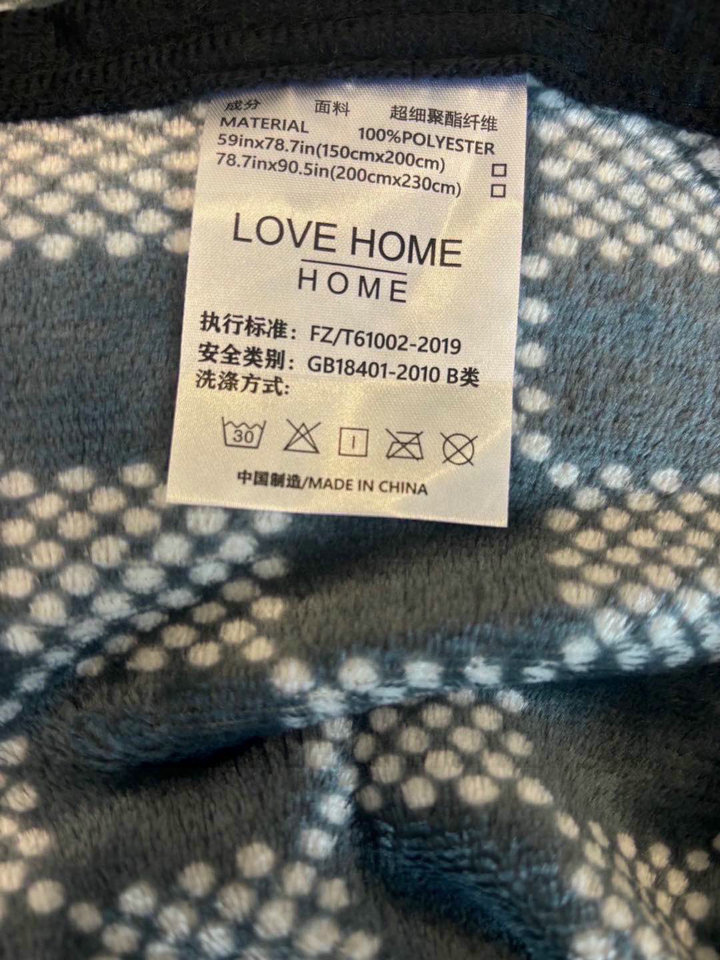 成分 面料 超细聚酯纤维
MATERIAL 100%POLYESTER
59inx78.7in(150cmx200cm)
78.7inx90.5in(200cmx230cm)
LOVE HOME
HOME
执行标准: FZ/T61002-2019
安全类别: GB18401-2010 B类
洗涤方式:
30
中国制造/MADE IN CHINA